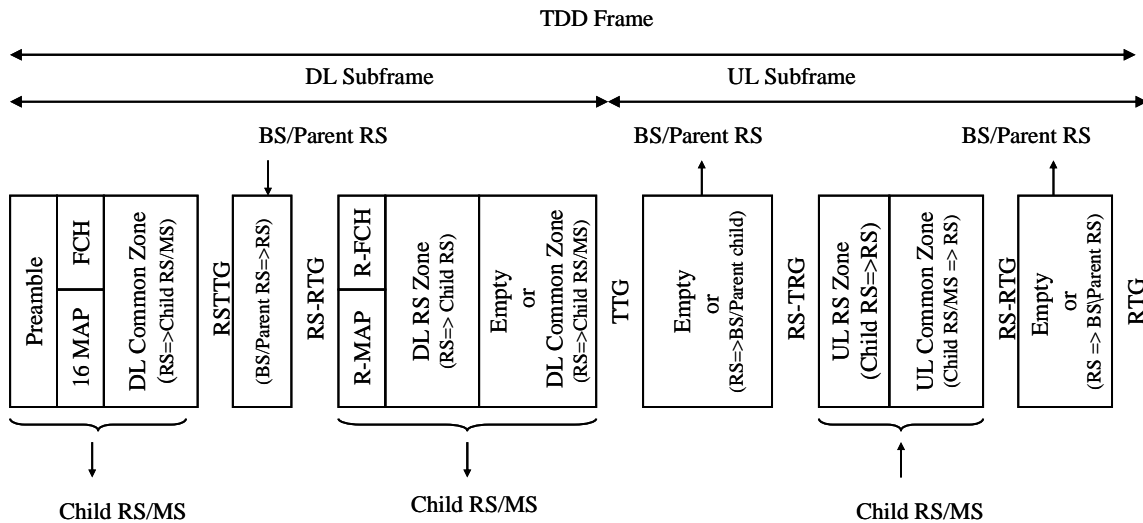 TDD Frame
DL Subframe
UL Subframe
BS/Parent RS
BS/Parent RS
BS/Parent RS
Preamble
FCH
16 MAP
DL Common Zone
(RS=>Child RS/MS)
RSTTG
(BS/Parent RS=>RS)
RS-RTG
R-FCH
R-MAP
DL RS Zone
(RS=> Child RS)
Empty
or
DL Common Zone
(RS=>Child RS/MS)
TTG
Empty
or
(RS=>BS/Parent child)
RS-TRG
UL RS Zone
(Child RS=>RS)
UL Common Zone
(Child RS/MS => RS)
RS-RTG
Empty
or
(RS => BS\Parent RS)
RTG
Child RS/MS
Child RS/MS
Child RS/MS